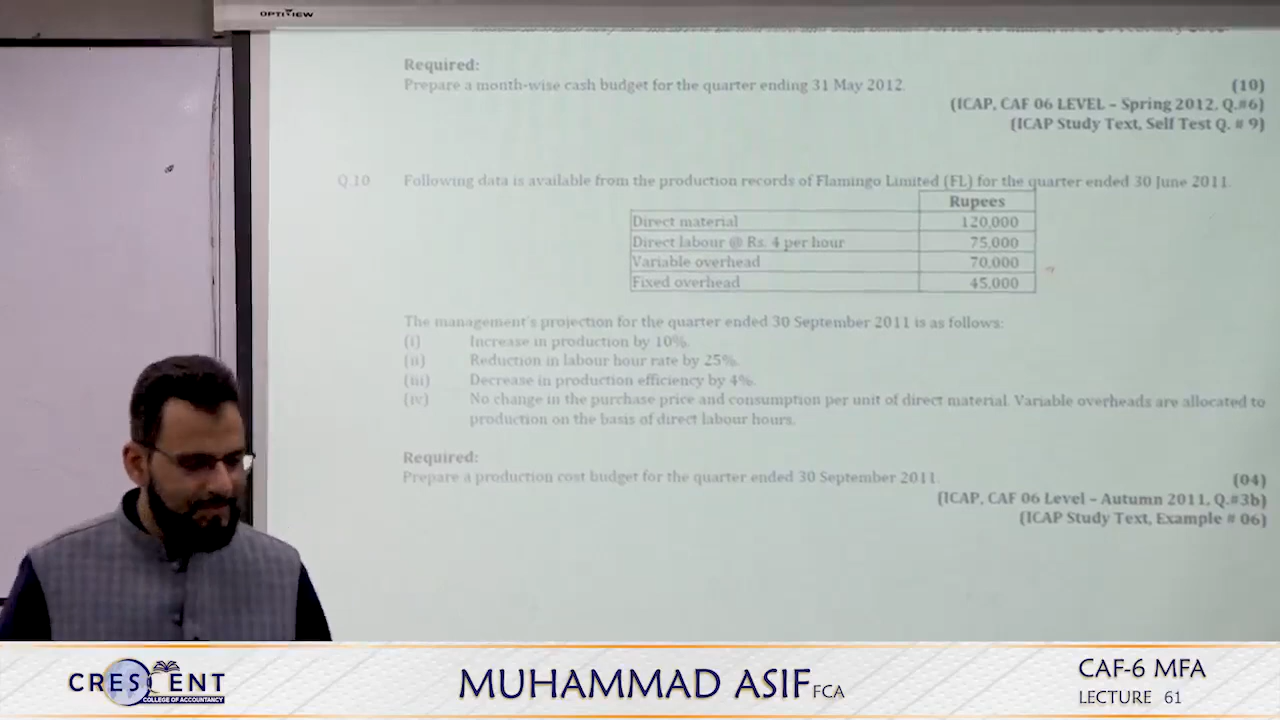 OPTIVIEW
Required:
Prepare a month-wise cash budget for the quarter ending 31 May 2012. (10)
(ICAP, CAF 06 LEVEL – Spring 2012, Q.#6)
(ICAP Study Text, Self Test Q. # 9)
Q.10 Following data is available from the production records of Flamingo Limited (FL) for the quarter ended 30 June 2011.
Rupees
Direct material 120,000
Direct labour @ Rs. 4 per hour 75,000
Variable overhead 70,000
Fixed overhead 45,000
The management's projection for the quarter ended 30 September 2011 is as follows:
(i) Increase in production by 10%.
(ii) Reduction in labour hour rate by 25%.
(iii) Decrease in production efficiency by 4%.
(iv) No change in the purchase price and consumption per unit of direct material. Variable overheads are allocated to
production on the basis of direct labour hours.
Required:
Prepare a production cost budget for the quarter ended 30 September 2011. (04)
(ICAP, CAF 06 Level – Autumn 2011, Q.#3b)
(ICAP Study Text, Example # 06)
CRESCENT
COLLEGE OF ACCOUNTANCY
MUHAMMAD ASIF FCA
CAF-6 MFA
LECTURE 61